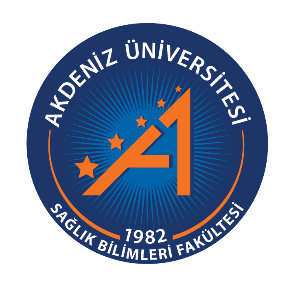 AKDENİZ ÜNİVERSİTESİ
1982
SAĞLIK BİLİMLERİ FAKÜLTESİ